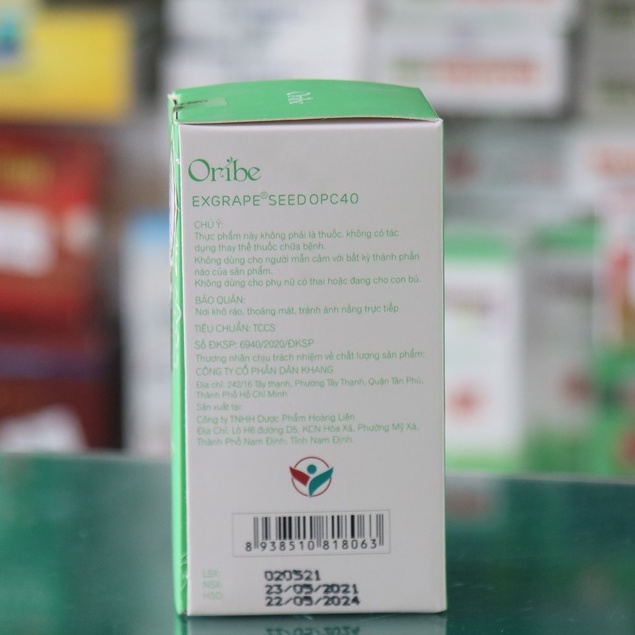 Oribe
Oribe
EXGRAPE® SEED OPC40
CHÚ Ý:
Thực phẩm này không phải là thuốc, không có tác
dụng thay thế thuốc chữa bệnh.
Không dùng cho người mẫn cảm với bất kỳ thành phần
nào của sản phẩm.
Không dùng cho phụ nữ có thai hoặc đang cho con bú.
BẢO QUẢN:
Nơi khô ráo, thoáng mát, tránh ánh nắng trực tiếp
TIÊU CHUẨN: TCCS
Số ĐKSP: 6940/2020/ĐKSP
Thương nhân chịu trách nhiệm về chất lượng sản phẩm:
CÔNG TY CỔ PHẦN DÂN KHANG
Địa chỉ: 242/16 Tây thạnh, Phường Tây Thạnh, Quận Tân Phú,
Thành Phố Hồ Chí Minh
Sản xuất tại:
Công ty TNHH Dược Phẩm Hoàng Liên
Địa Chỉ: Lô H6 đường D5, KCN Hòa Xá, Phường Mỹ Xá,
Thành Phố Nam Định, Tỉnh Nam Định.
8 938510 818063
LSX: 020521
NSX: 23/05/2021
HSD: 22/05/2024